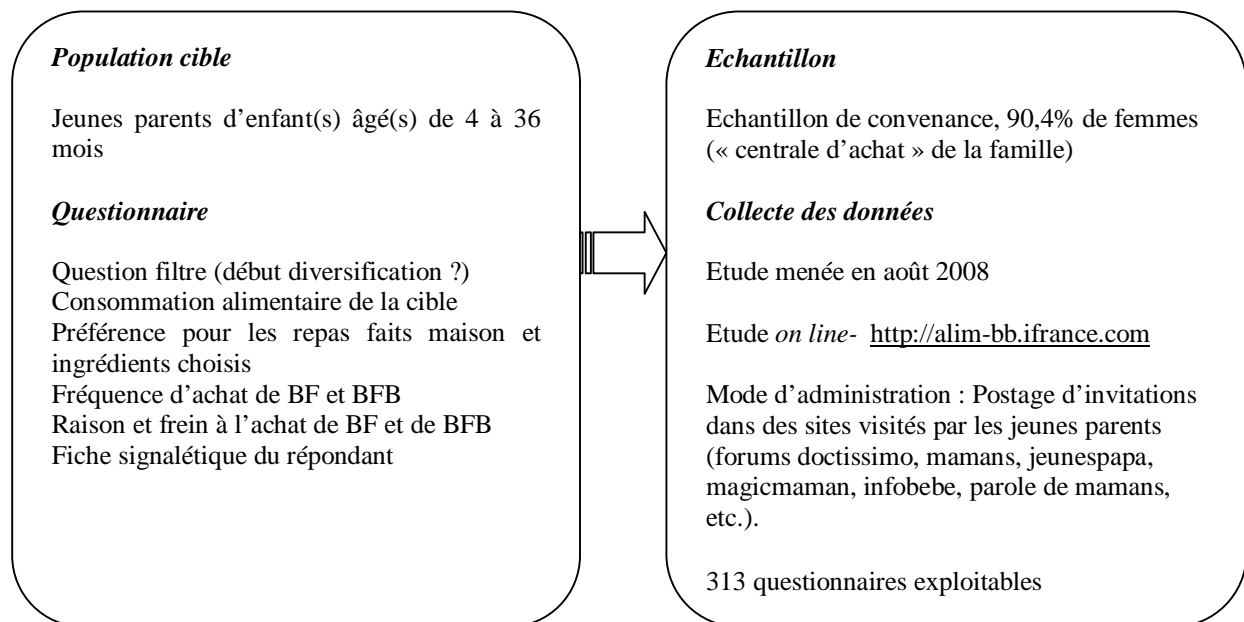 Population cible
Jeunes parents d’enfant(s) âgé(s) de 4 à 36
mois
Questionnaire
Question filtre (début diversification ?)
Consommation alimentaire de la cible
Préférence pour les repas faits maison et
ingrédients choisis
Fréquence d’achat de BF et BFB
Raison et frein à l’achat de BF et de BFB
Fiche signalétique du répondant
Echantillon
Echantillon de convenance, 90,4% de femmes
(« centrale d’achat » de la famille)
Collecte des données
Etude menée en août 2008
Etude on line- http://alim-bb.ifrance.com
Mode d’administration : Postage d’invitations
dans des sites visités par les jeunes parents
(forums doctissimo, mamans, jeunespapa,
magicmaman, infobebe, parole de mamans,
etc.).
313 questionnaires exploitables